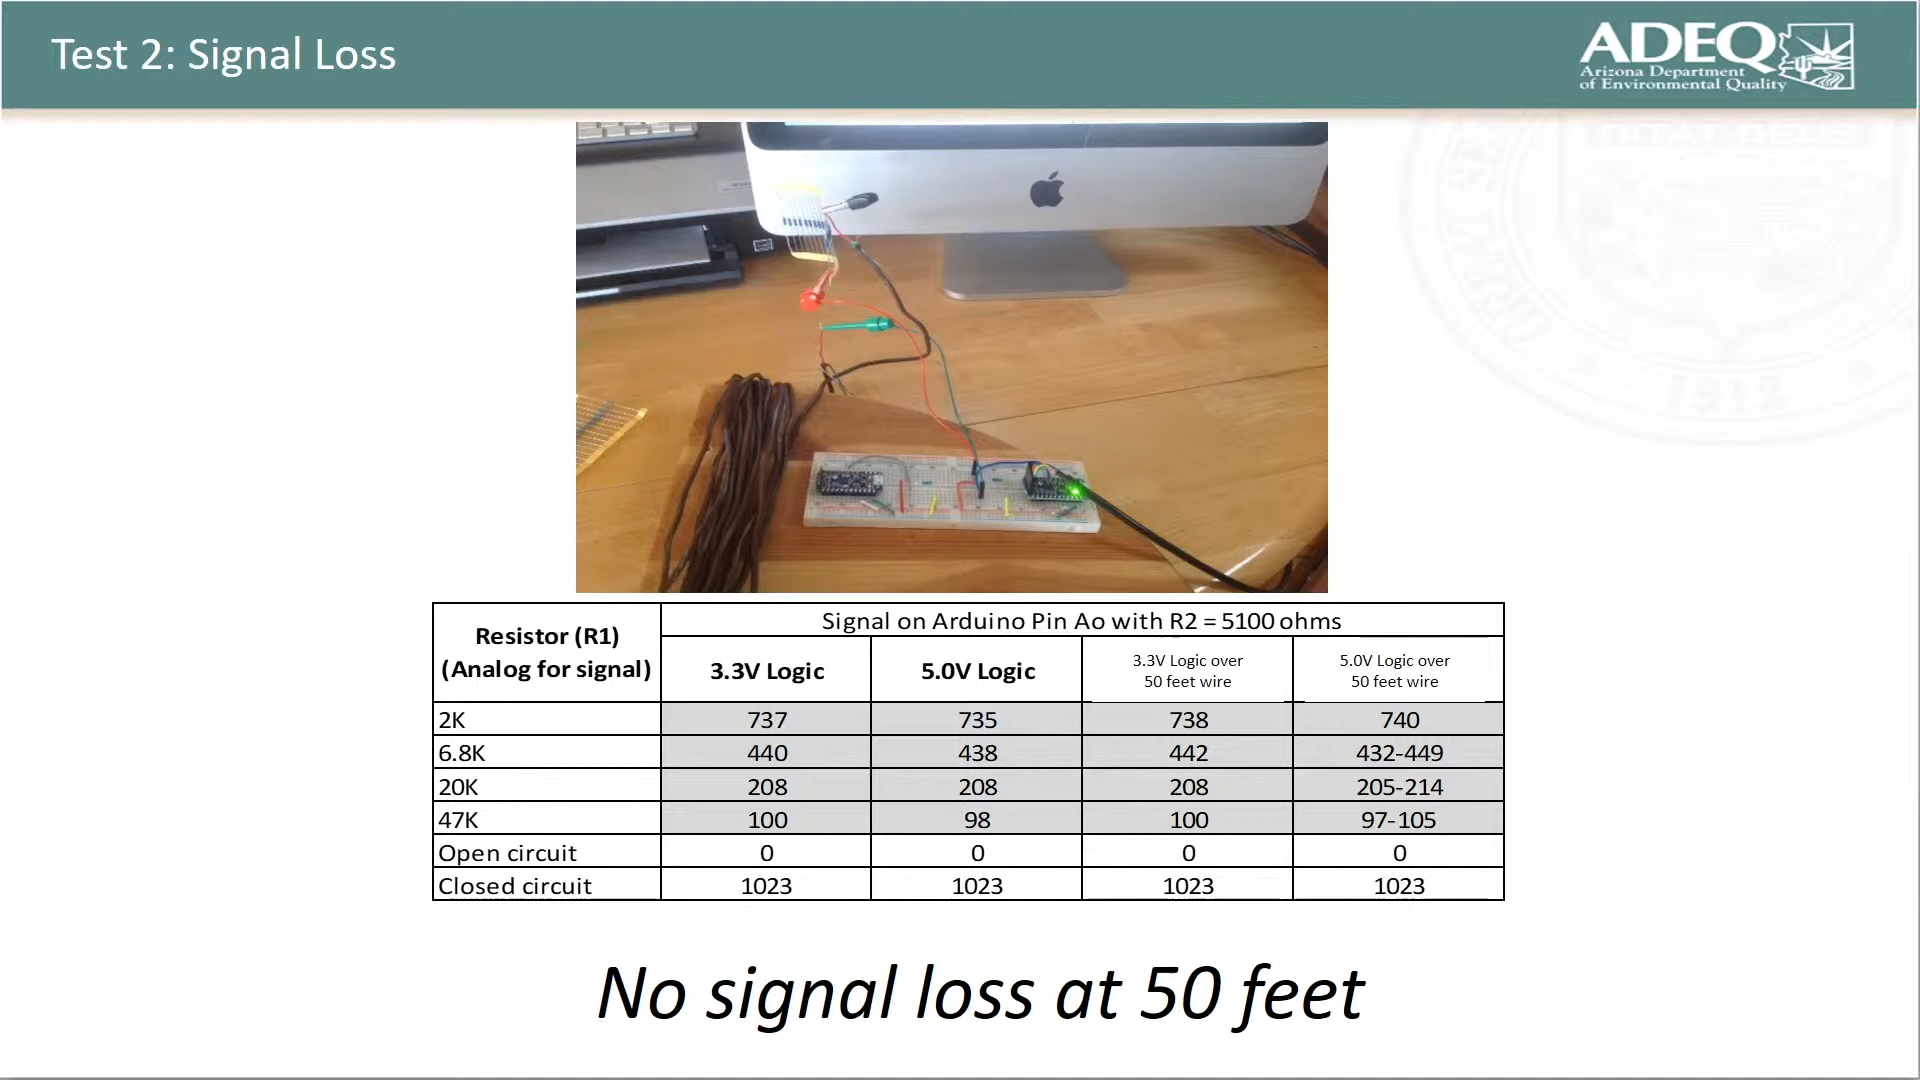 Test 2: Signal Loss
ADEQ
Arizona Department
of Environmental Quality
Resistor (R1)
(Analog for signal)
Signal on Arduino Pin Ao with R2 = 5100 ohms
3.3V Logic
5.0V Logic
3.3V Logic over
50 feet wire
5.0V Logic over
50 feet wire
2K 737 735 738 740
6.8K 440 438 442 432-449
20K 208 208 208 205-214
47K 100 98 100 97-105
Open circuit 0 0 0 0
Closed circuit 1023 1023 1023 1023
No signal loss at 50 feet
1912